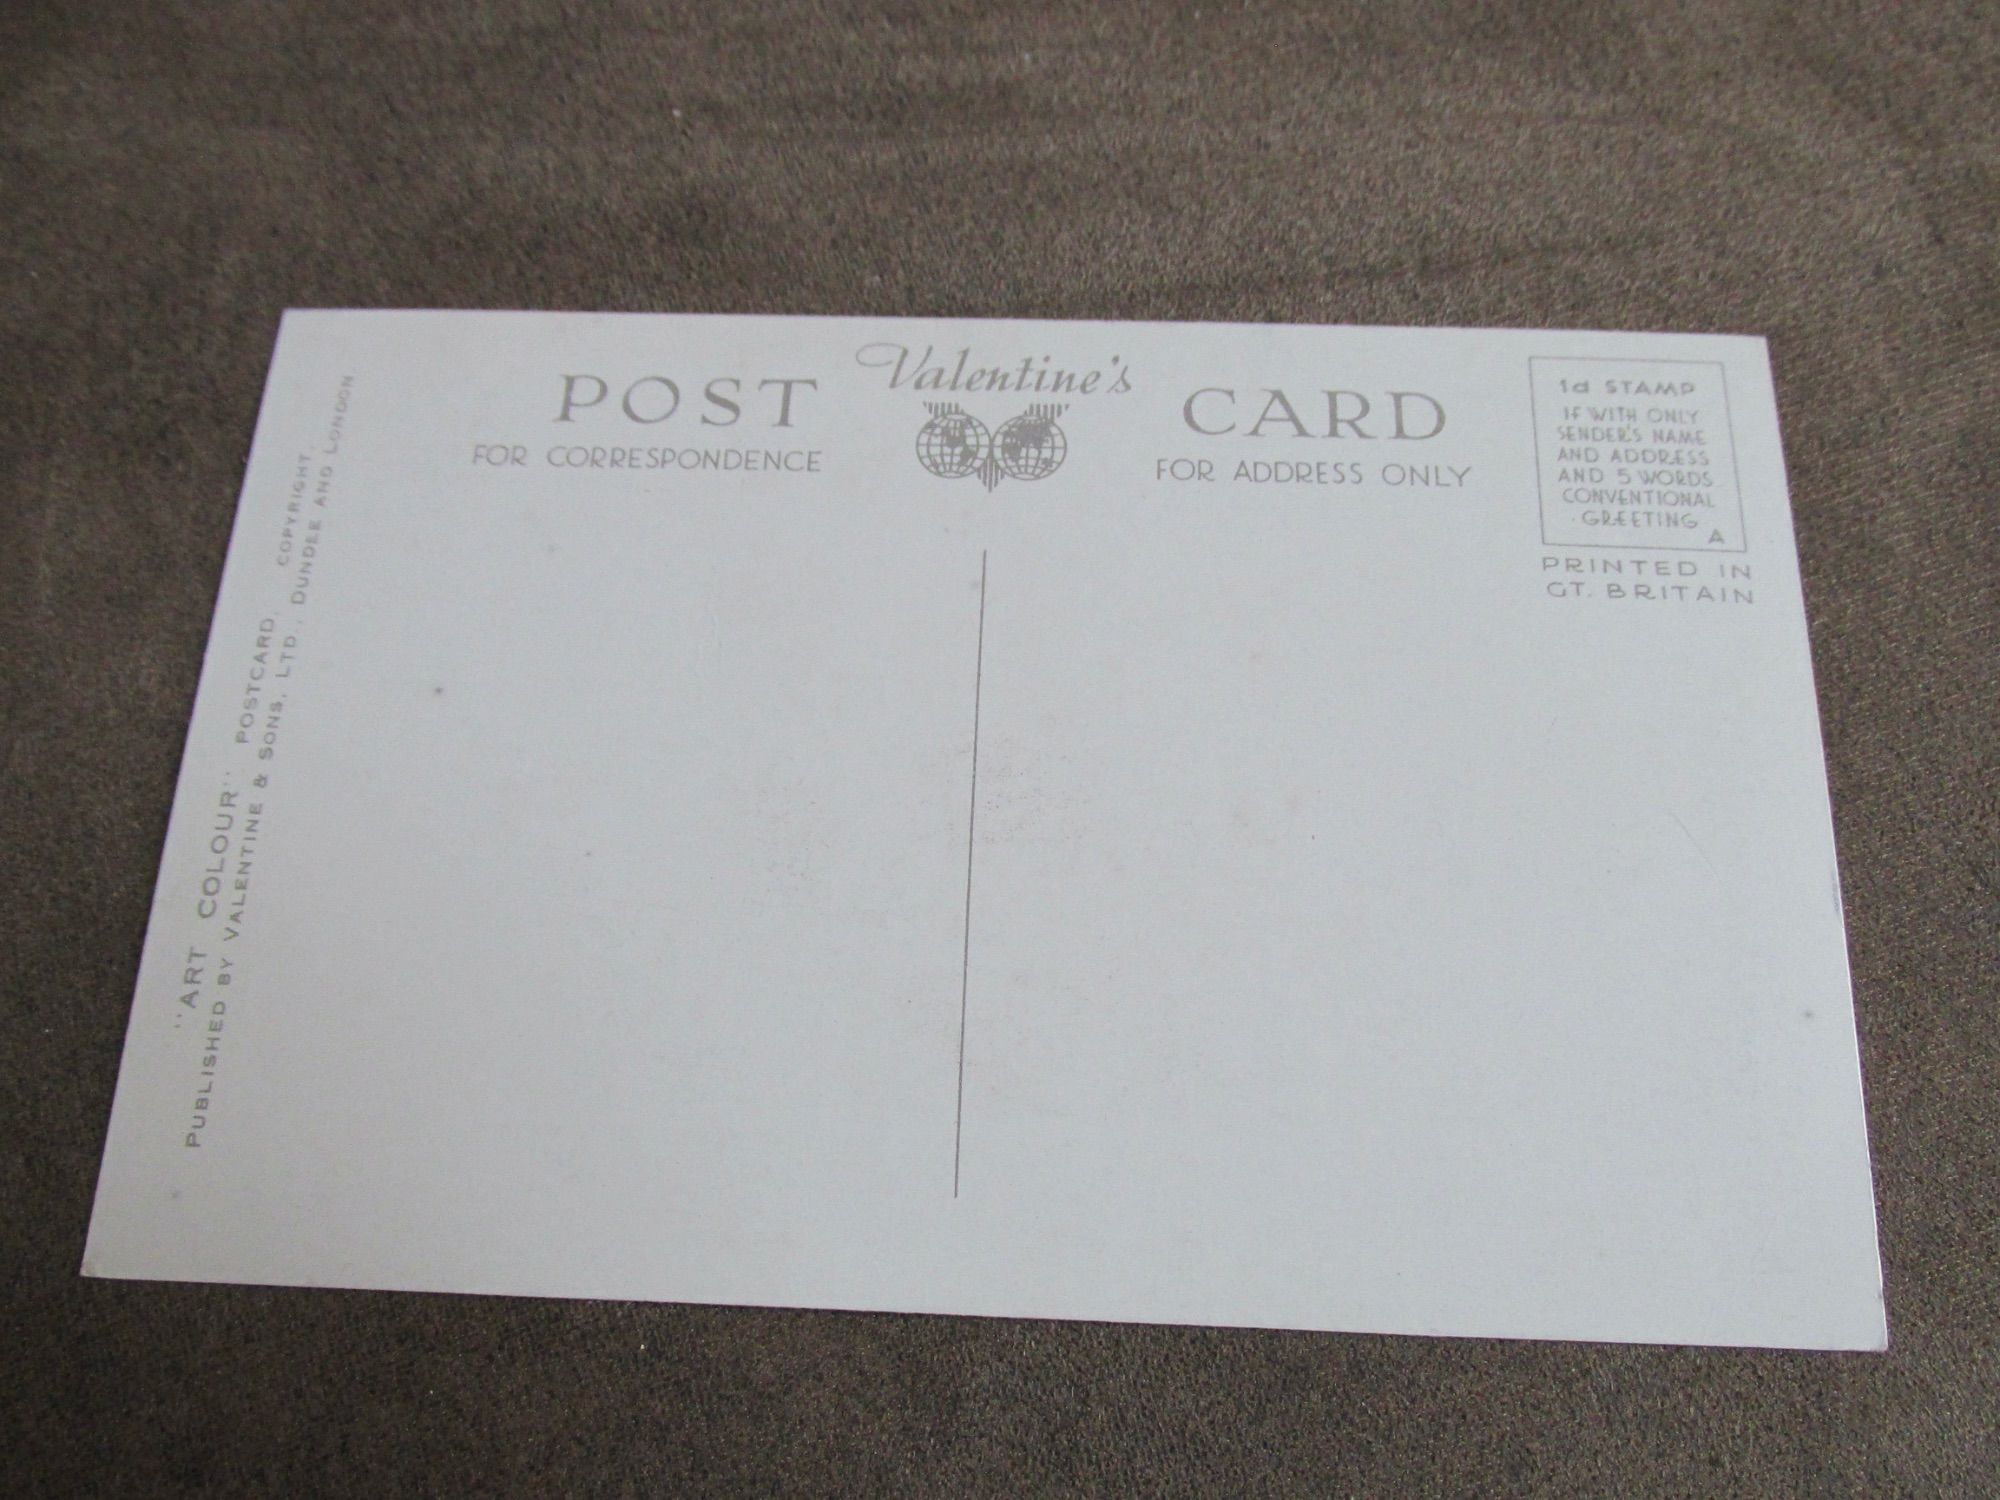 Valentine's
POST CARD
FOR CORRESPONDENCE
FOR ADDRESS ONLY
1d STAMP
IF WITH ONLY
SENDER'S NAME
AND ADDRESS
AND 5 WORDS
CONVENTIONAL
GREETING
A
PRINTED IN
GT. BRITAIN
"ART COLOUR" POSTCARD. COPYRIGHT.
PUBLISHED BY VALENTINE & SONS, LTD., DUNDEE AND LONDON.